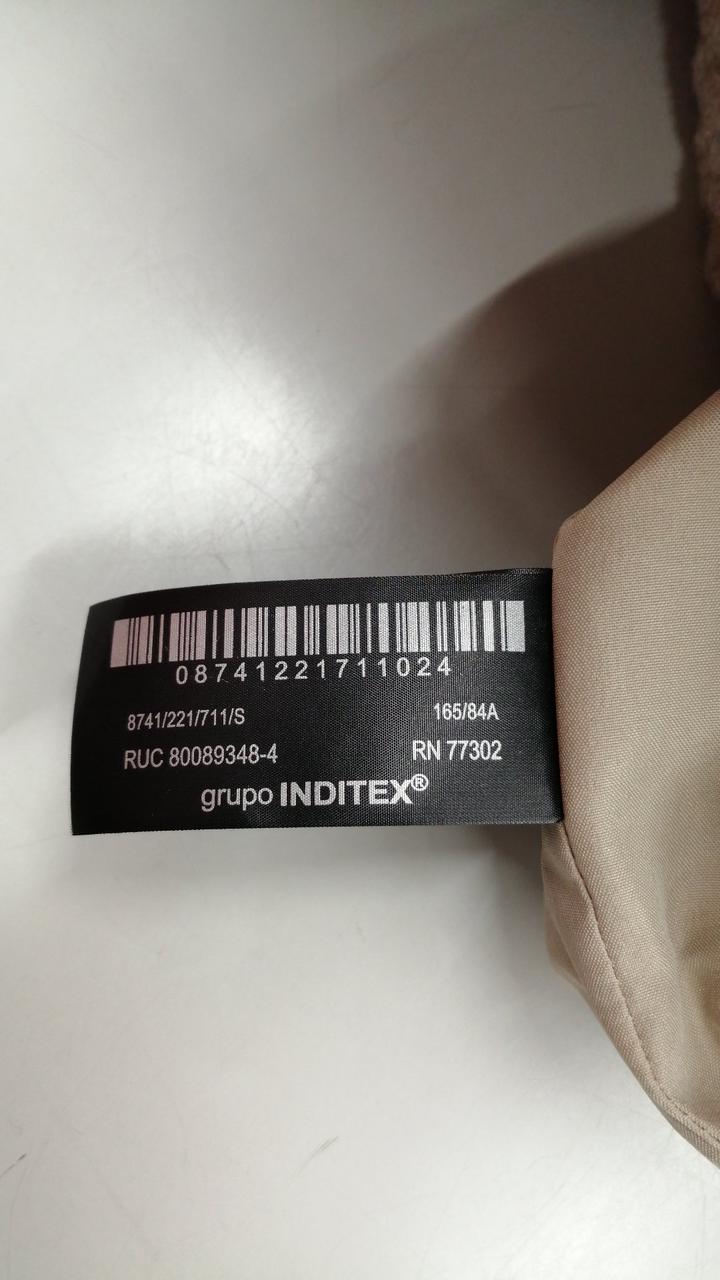 08741221711024
8741/221/711/S 165/84A
RUC 80089348-4 RN 77302
grupo INDITEX®